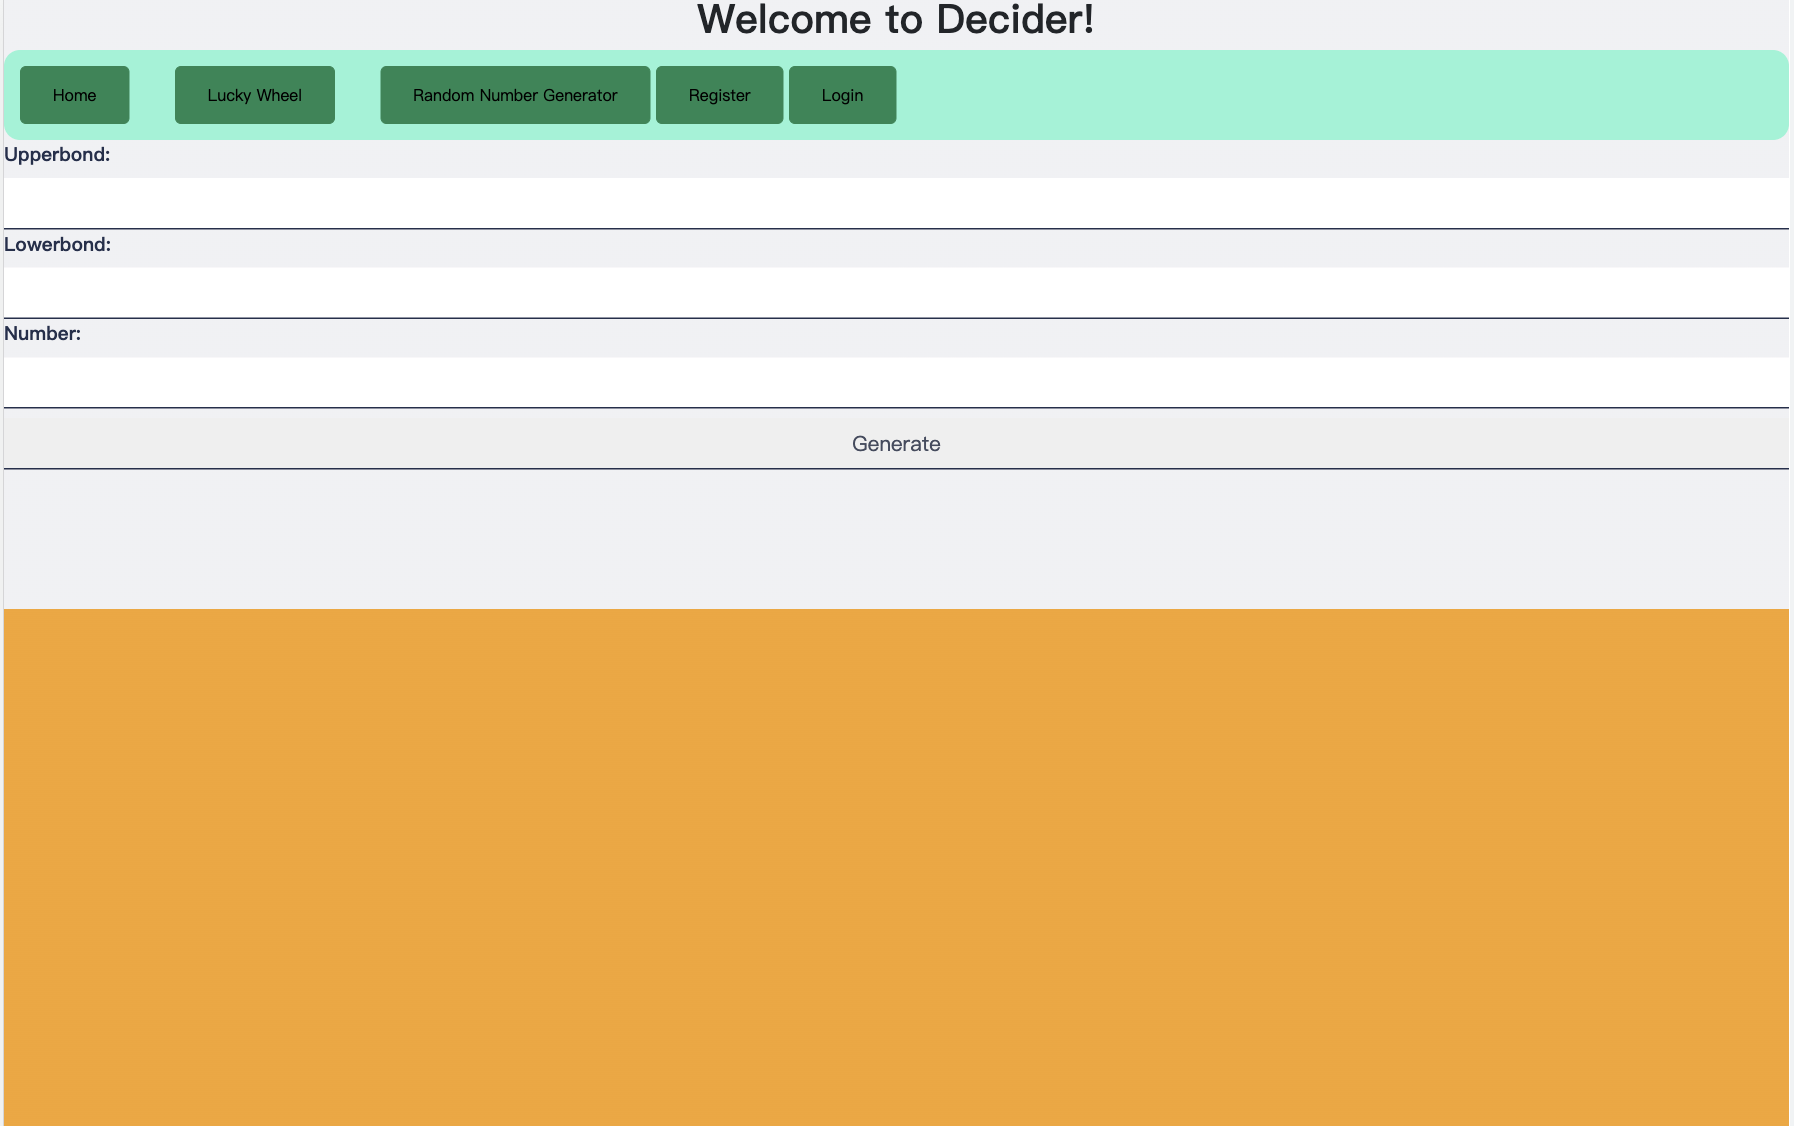 Welcome to Decider!
Home Lucky Wheel Random Number Generator Register Login
Upperbond:
Lowerbond:
Number:
Generate